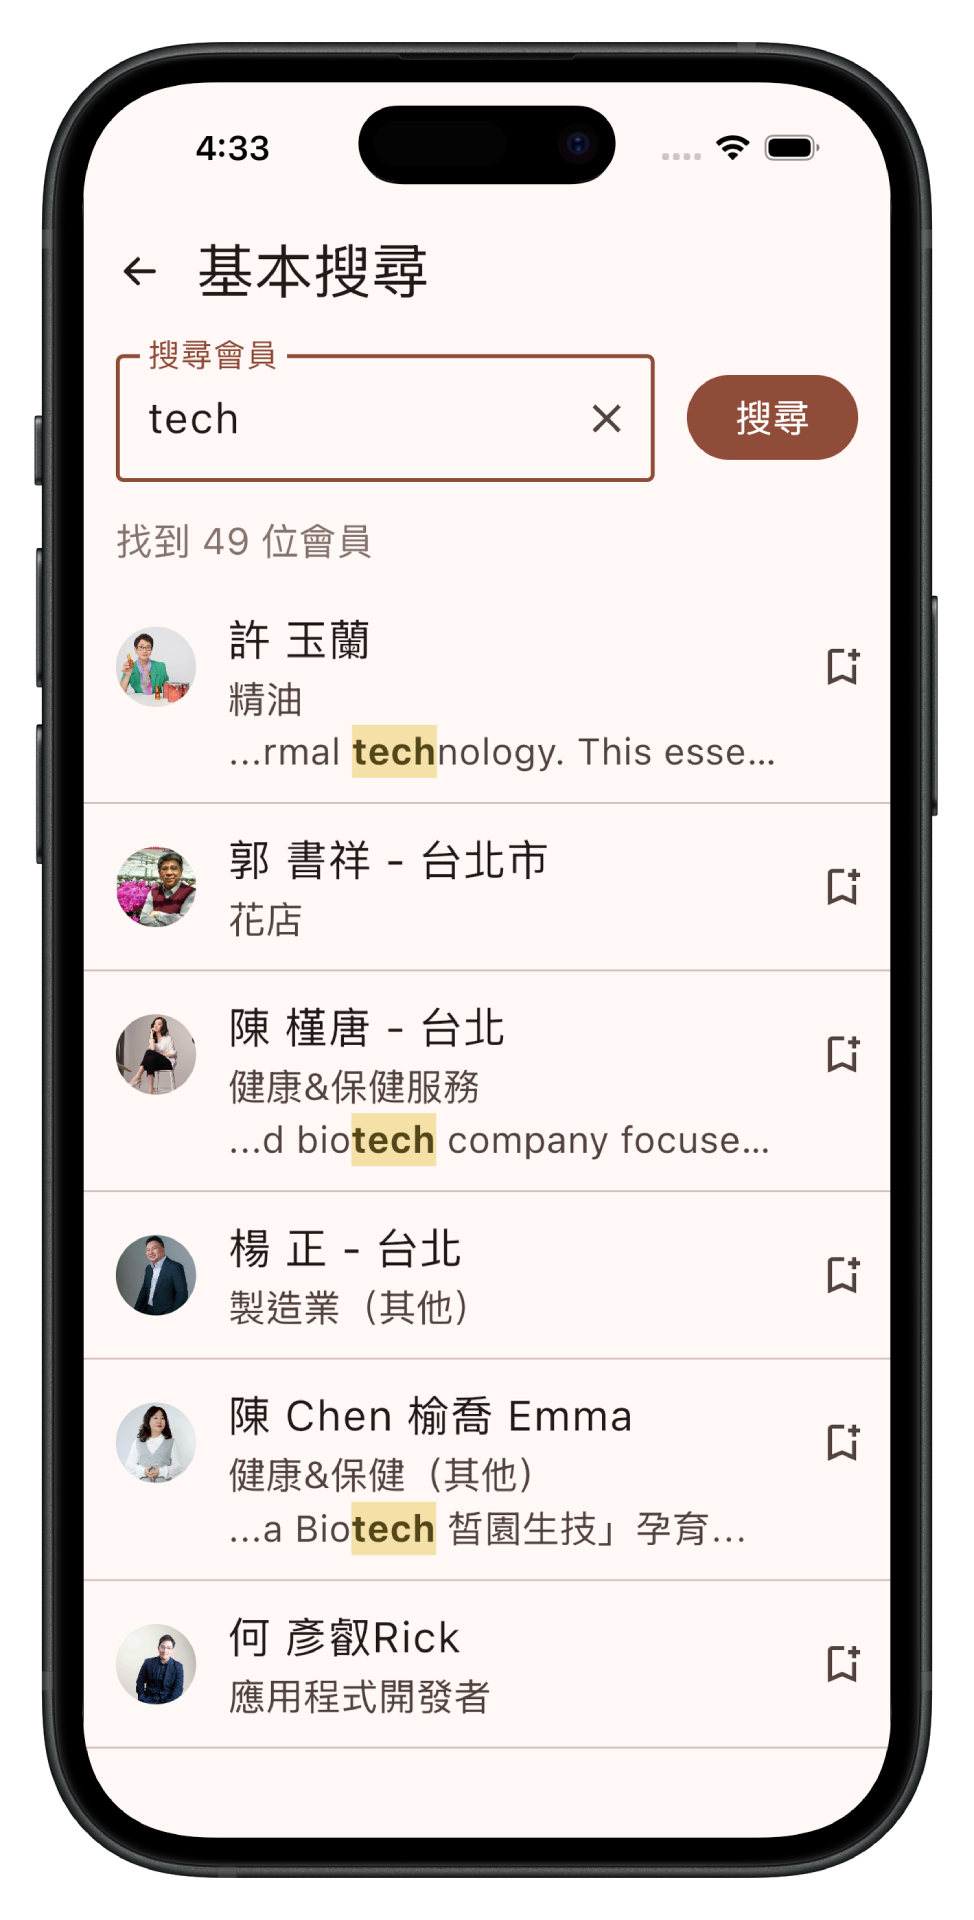 4:33
基本搜尋
搜尋會員
tech
搜尋
找到 49 位會員
許 玉蘭
精油
...rmal technology. This esse...
郭 書祥 - 台北市
花店
陳 槿唐 - 台北
健康&保健服務
...d biotech company focuse...
楊 正 - 台北
製造業（其他）
陳 Chen 榆喬 Emma
健康&保健（其他）
...a Biotech 皙園生技」孕育...
何 彥叡Rick
應用程式開發者